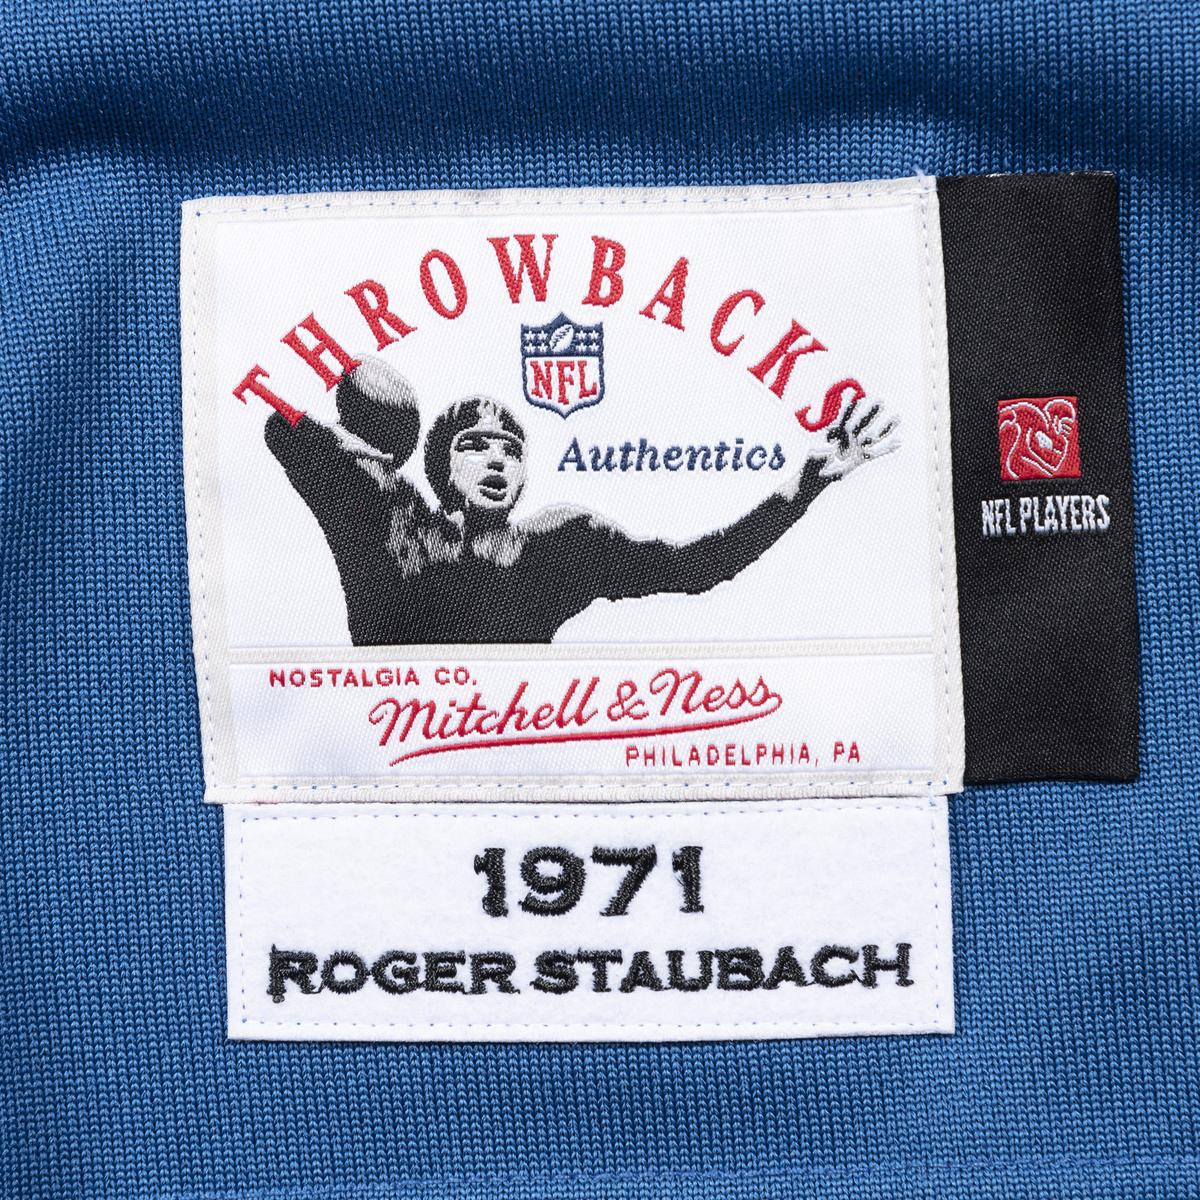 THROWBACKS
NFL
Authentics
NFL PLAYERS
NOSTALGIA CO.
Mitchell & Ness
PHILADELPHIA, PA
1971
ROGER STAUBACH